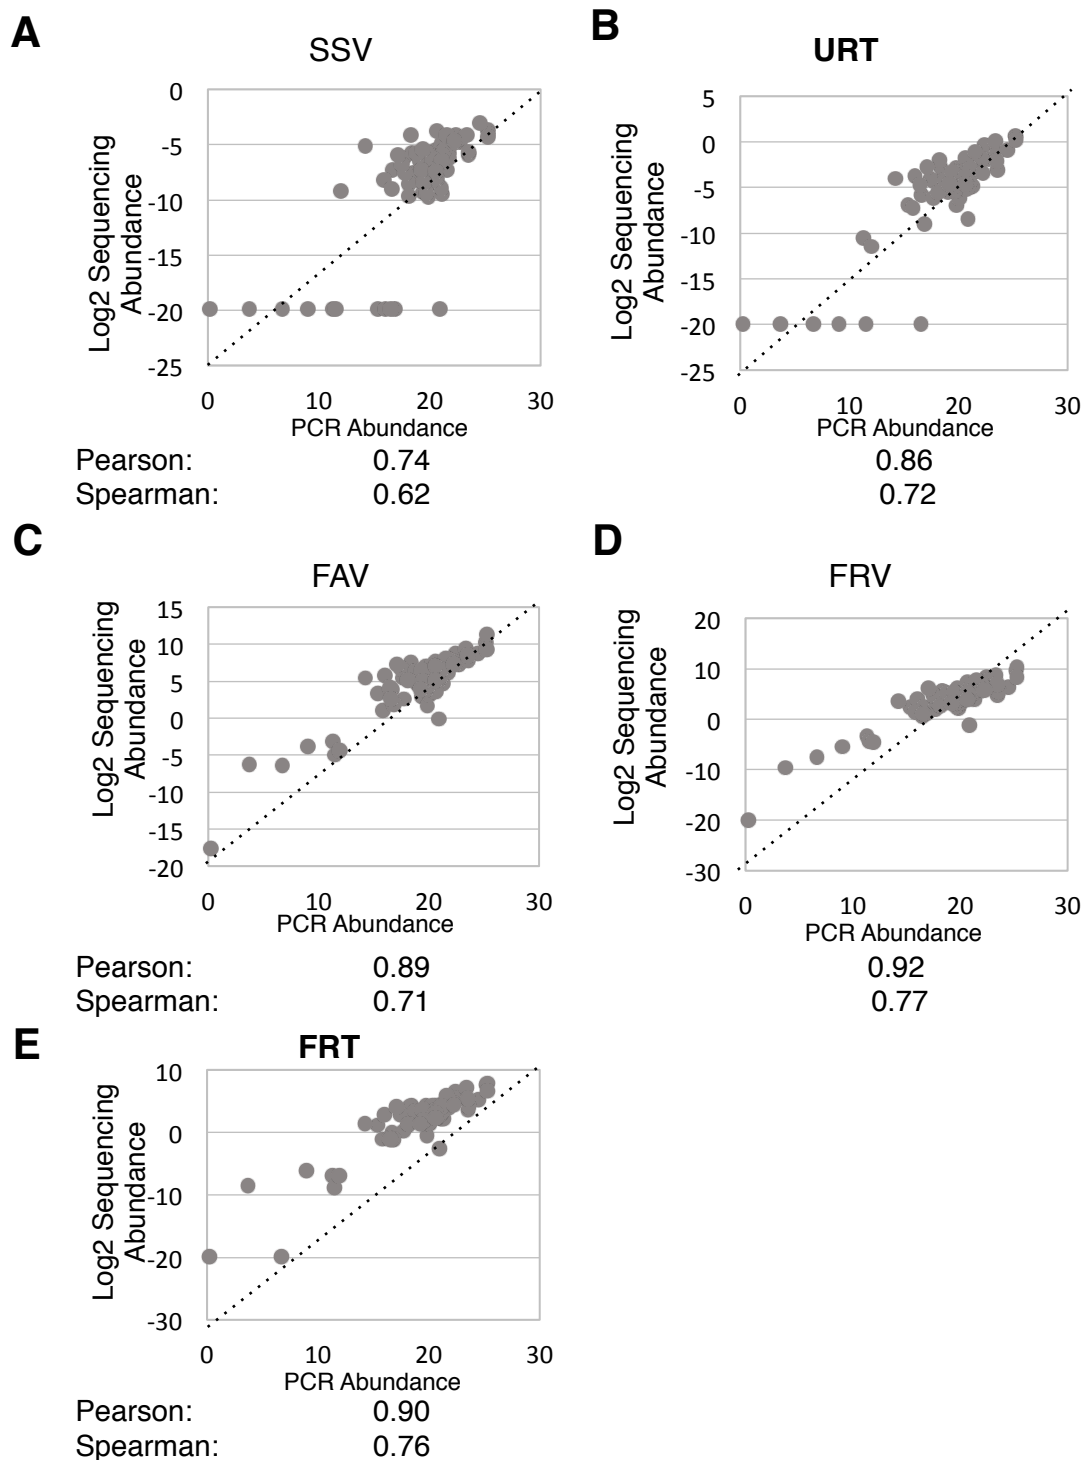 A
SSV
0
-5
-10
-15
-20
-25
Log2 Sequencing
Abundance
0 10 20 30
PCR Abundance
Pearson: 0.74
Spearman: 0.62
B
URT
5
0
-5
-10
-15
-20
-25
Log2 Sequencing
Abundance
0 10 20 30
PCR Abundance
0.86
0.72
C
FAV
15
10
5
0
-5
-10
-15
-20
Log2 Sequencing
Abundance
0 10 20 30
PCR Abundance
Pearson: 0.89
Spearman: 0.71
D
FRV
20
10
0
-10
-20
-30
Log2 Sequencing
Abundance
0 10 20 30
PCR Abundance
0.92
0.77
E
FRT
10
0
-10
-20
-30
Log2 Sequencing
Abundance
0 10 20 30
PCR Abundance
Pearson: 0.90
Spearman: 0.76